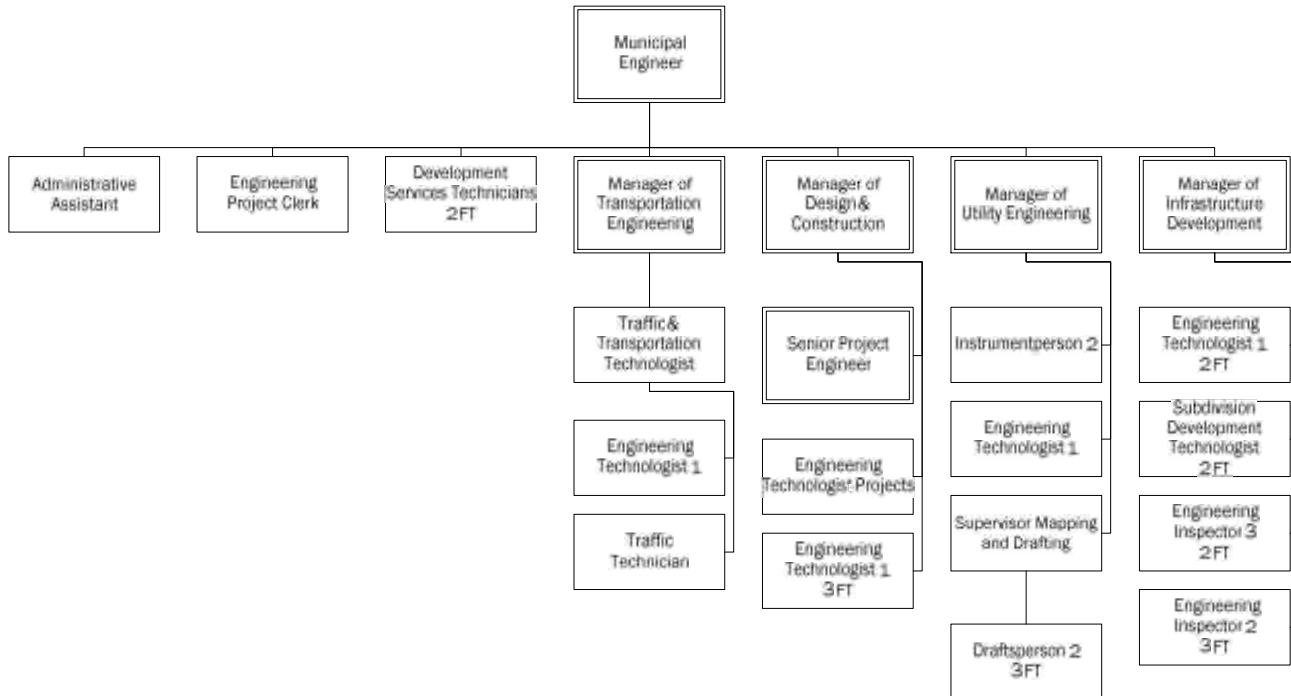 Municipal
Engineer
Administrative
Assistant
Engineering
Project Clerk
Development
Services Technicians
2FT
Manager of
Transportation
Engineering
Manager of
Design &
Construction
Manager of
Utility Engineering
Manager of
Infrastructure
Development
Traffic &
Transportation
Technologist
Engineering
Technologist 1
Traffic
Technician
Senior Project
Engineer
Engineering
Technologist Projects
Engineering
Technologist 1
3FT
Instrumentperson 2
Engineering
Technologist 1
Supervisor Mapping
and Drafting
Draftsperson 2
3FT
Engineering
Technologist 1
2FT
Subdivision
Development
Technologist
2FT
Engineering
Inspector 3
2FT
Engineering
Inspector 2
3FT